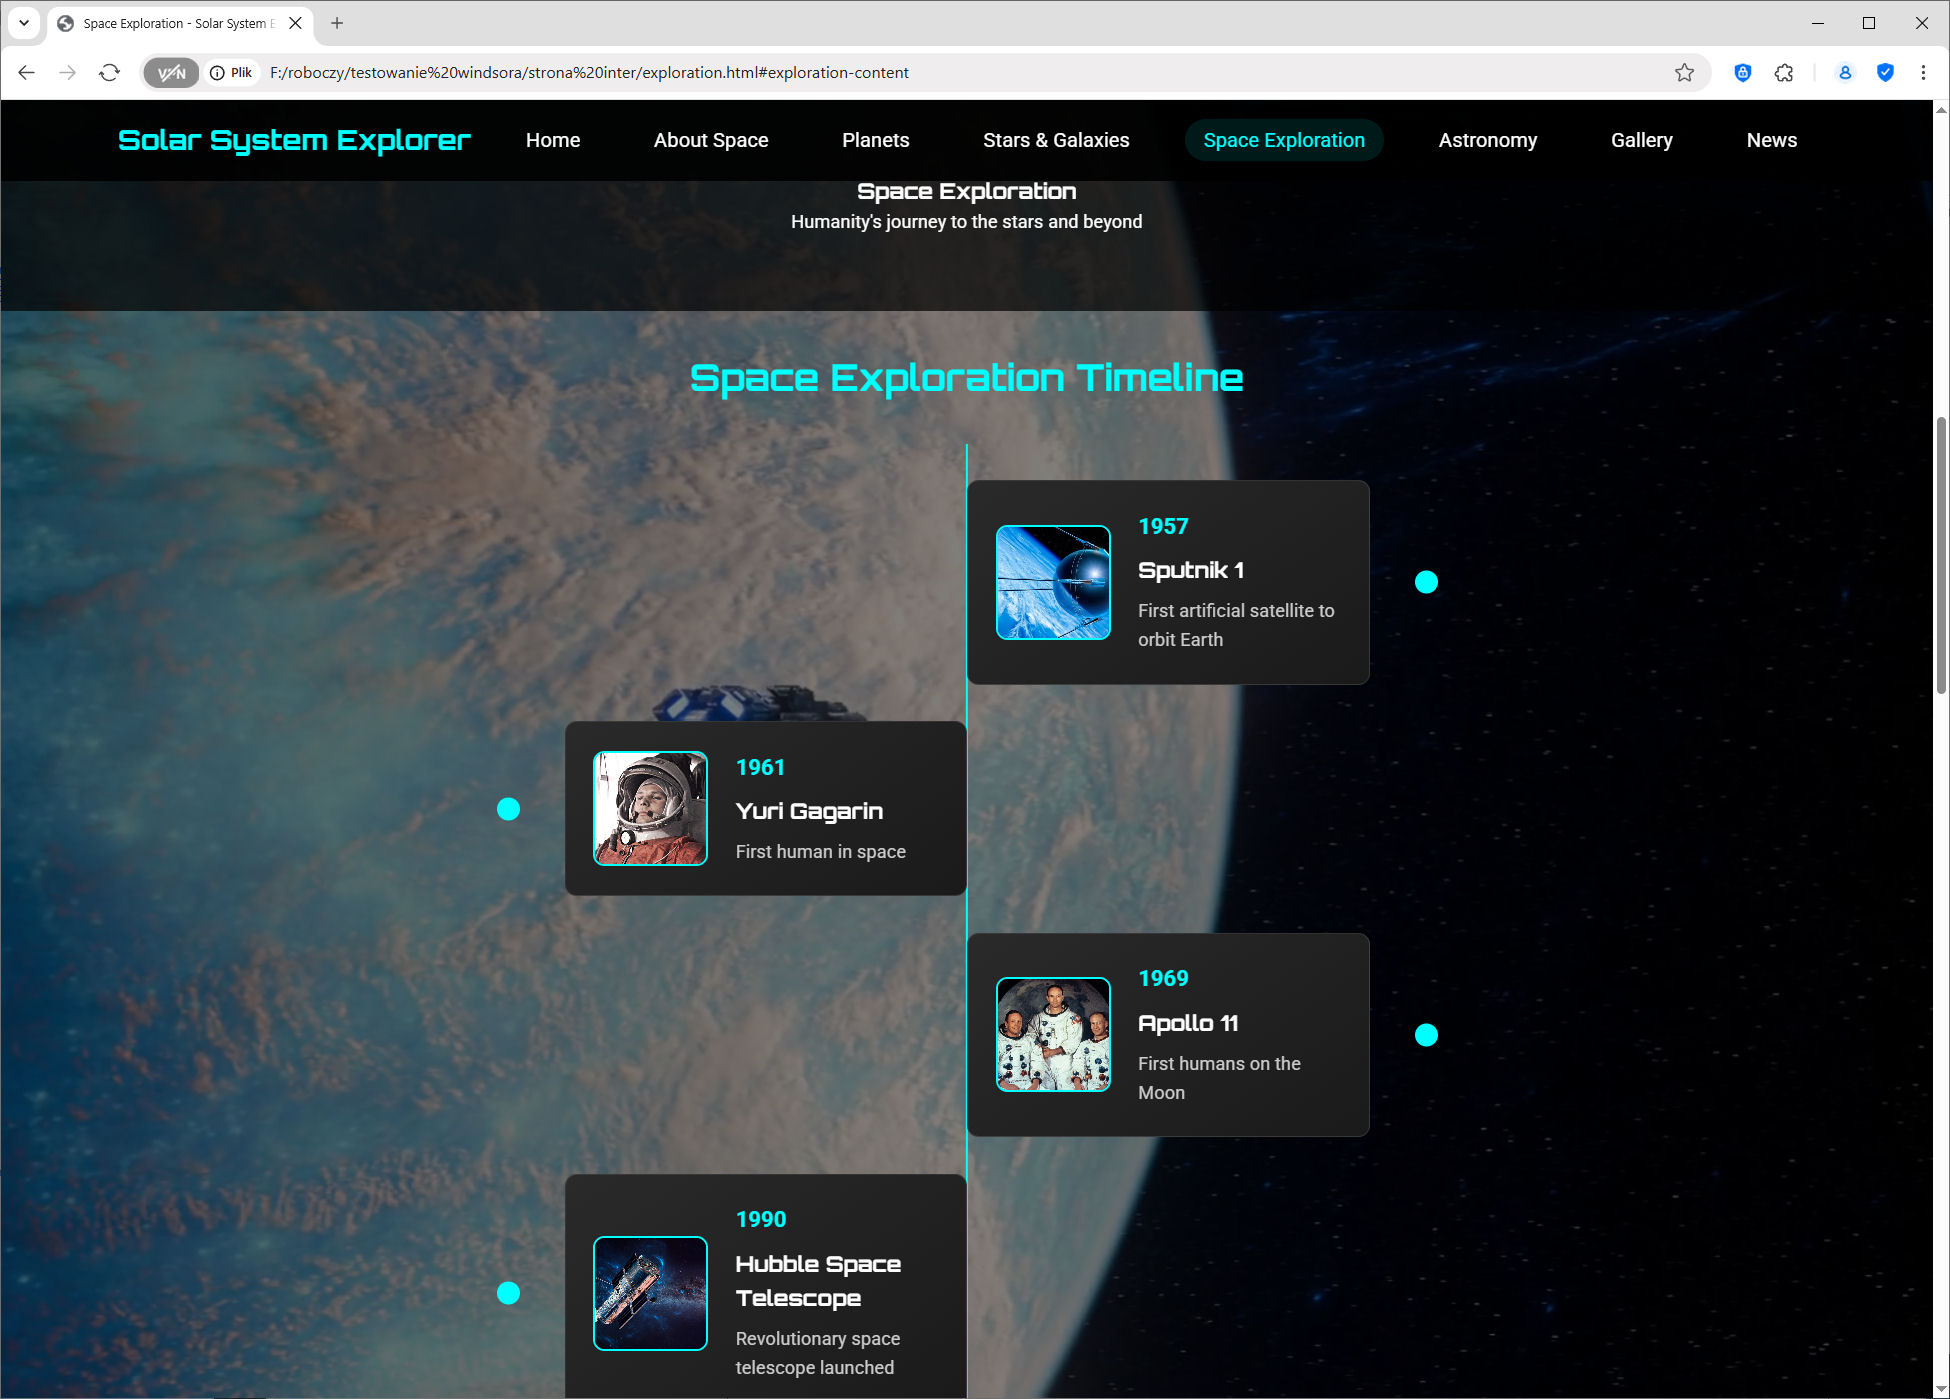 Space Exploration - Solar System E
VPN
Plik
F:/roboczy/testowanie%20windsora/strona%20inter/exploration.html#exploration-content
Solar System Explorer
Home
About Space
Planets
Stars & Galaxies
Space Exploration
Astronomy
Gallery
News
Space Exploration
Humanity's journey to the stars and beyond
Space Exploration Timeline
1957
Sputnik 1
First artificial satellite to
orbit Earth
1961
Yuri Gagarin
First human in space
1969
Apollo 11
First humans on the
Moon
1990
Hubble Space
Telescope
Revolutionary space
telescope launched